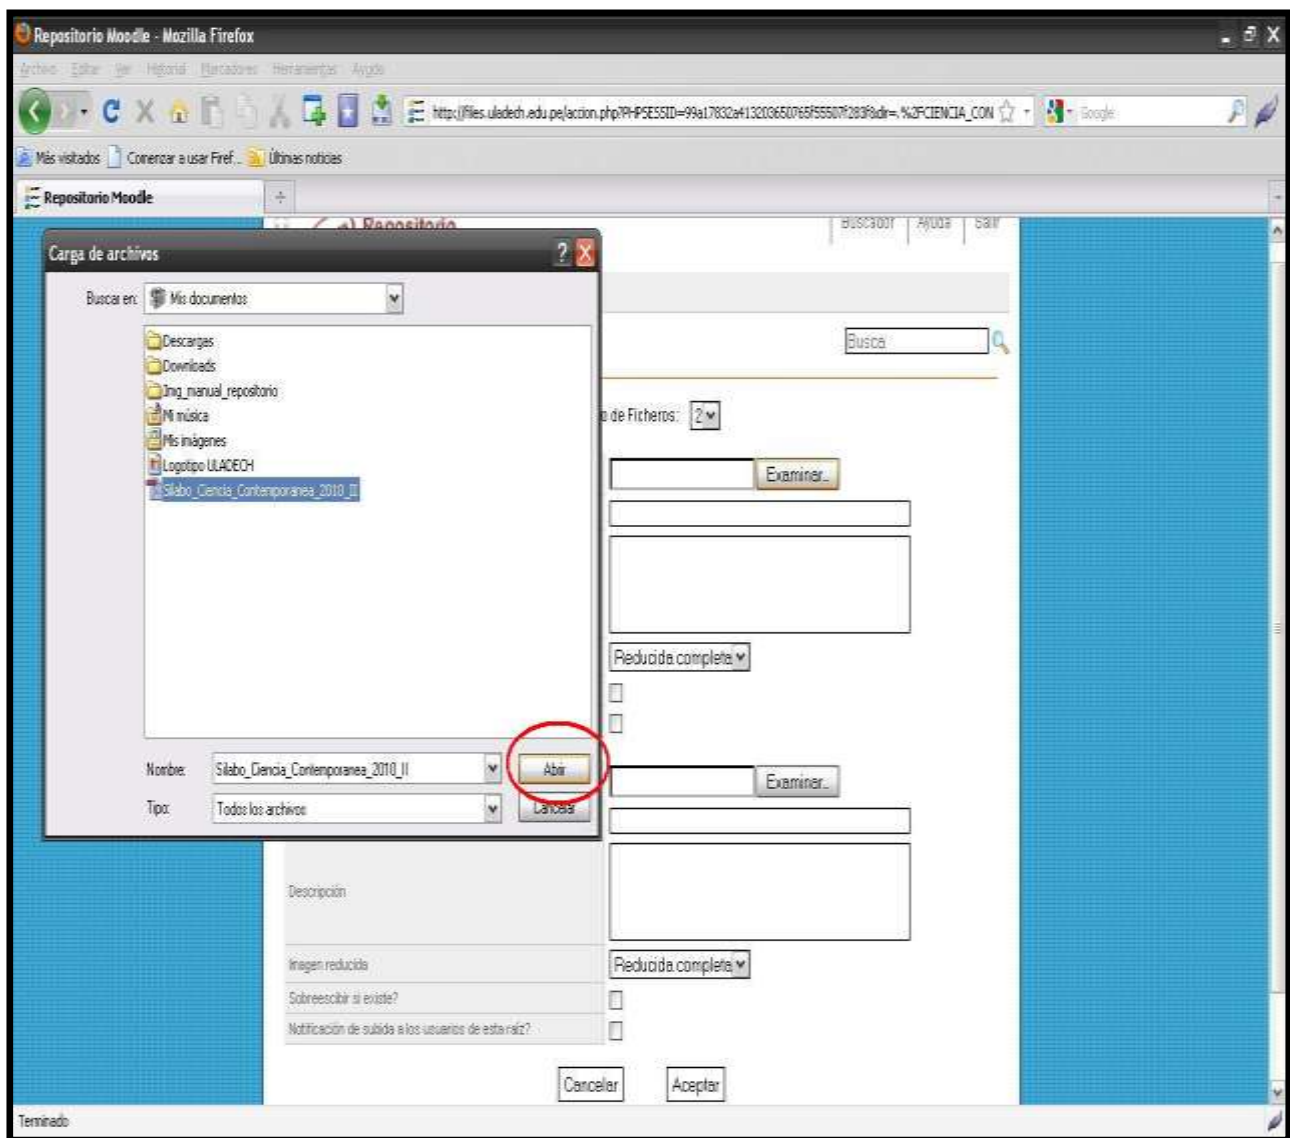 Repositorio Moodle - Mozilla Firefox
Archivo Editar Ver Historial Marcadores Herramientas Ayuda
Google
Más visitados Comenzar a usar Firef... Últimas noticias
Repositorio Moodle
Repositorio
Buscador Ayuda Salir
Carga de archivos
Buscar en: Mis documentos
Descargas
Downloads
Img_manual_repositorio
Mi música
Mis imágenes
Logotipo ULADECH
Silabo_Ciencia_Contemporanea_2010_II
Busca
o de Ficheros: 2
Examinar...
Reducida completa
Nombre: Silabo_Ciencia_Contemporanea_2010_II Abrir
Tipo: Todos los archivos Cancelar
Examinar...
Descripción
Imagen reducida Reducida completa
Sobreescibir si existe?
Notificación de subida a los usuarios de esta raíz?
Cancelar Aceptar
Terminado